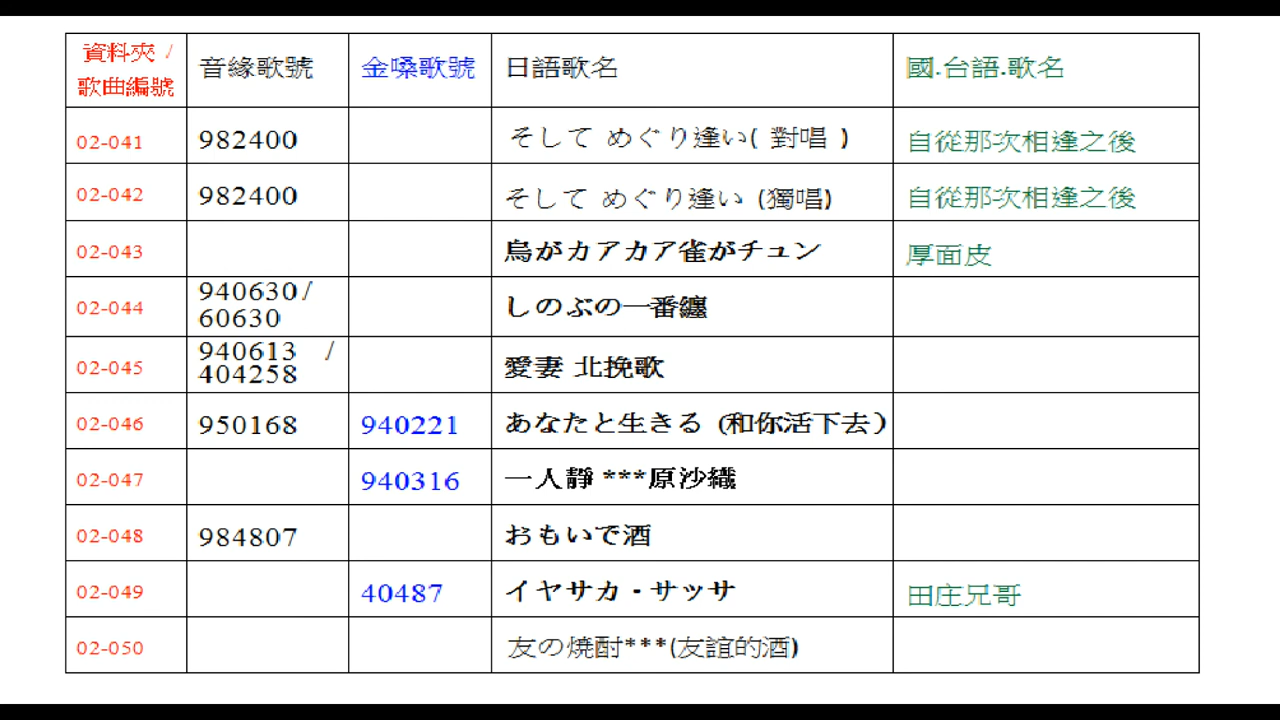 資料夾 / 歌曲編號 音緣歌號 金嗓歌號 日語歌名 國.台語.歌名
02-041 982400 そして めぐり逢い( 對唱 ) 自從那次相逢之後
02-042 982400 そして めぐり逢い (獨唱) 自從那次相逢之後
02-043 烏がカアカア雀がチュン 厚面皮
02-044 940630/ 60630 しのぶの一番纏
02-045 940613 / 404258 愛妻 北挽歌
02-046 950168 940221 あなたと生きる (和你活下去)
02-047 940316 一人靜 ***原沙織
02-048 984807 おもいで酒
02-049 40487 イヤサカ・サッサ 田庄兄哥
02-050 友の焼酎***(友誼的酒)